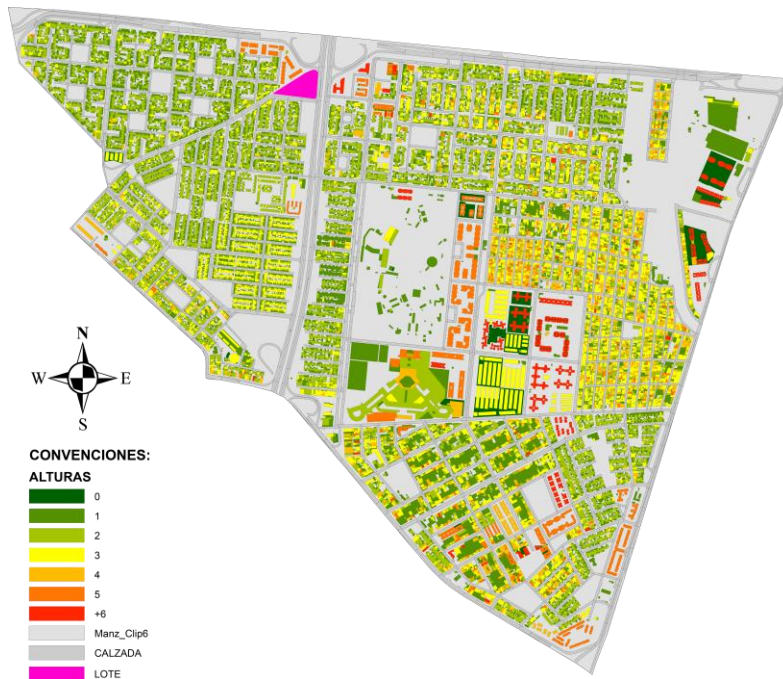 N
W E
S
CONVENCIONES:
ALTURAS
0
1
2
3
4
5
+6
Manz_Clip6
CALZADA
LOTE